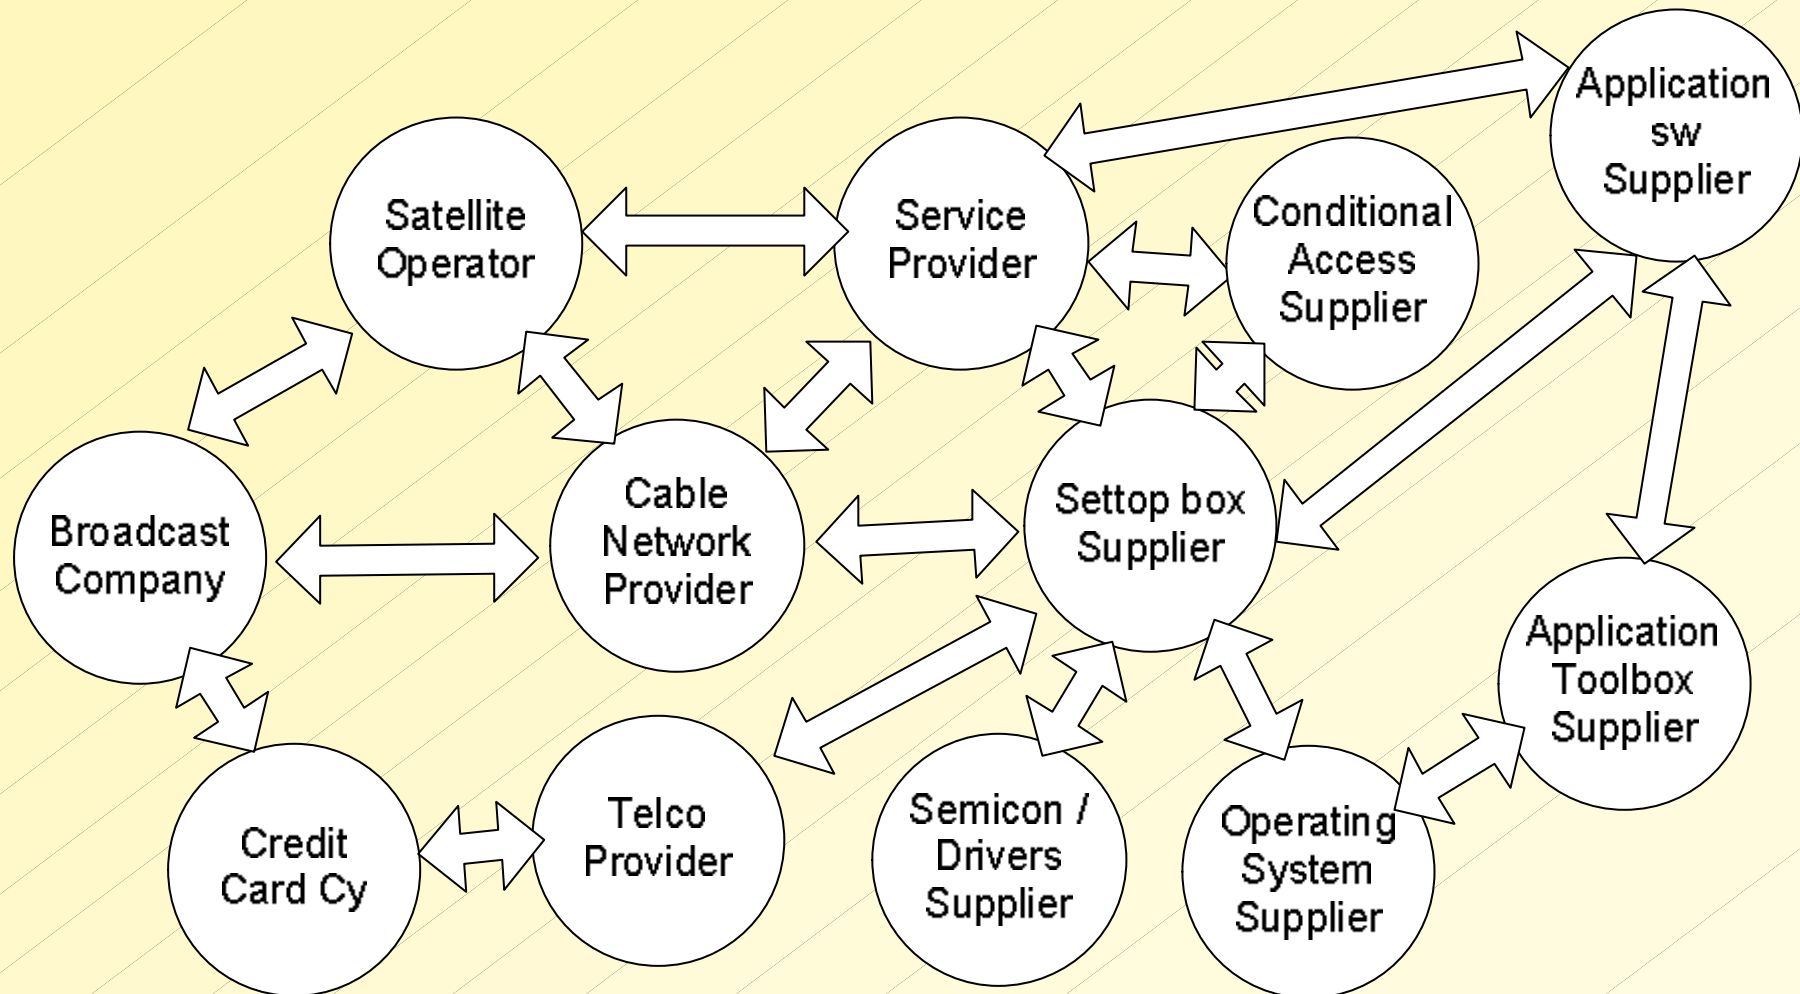 Application
sw
Supplier
Satellite
Operator
Service
Provider
Conditional
Access
Supplier
Broadcast
Company
Cable
Network
Provider
Settop box
Supplier
Application
Toolbox
Supplier
Credit
Card Cy
Telco
Provider
Semicon /
Drivers
Supplier
Operating
System
Supplier